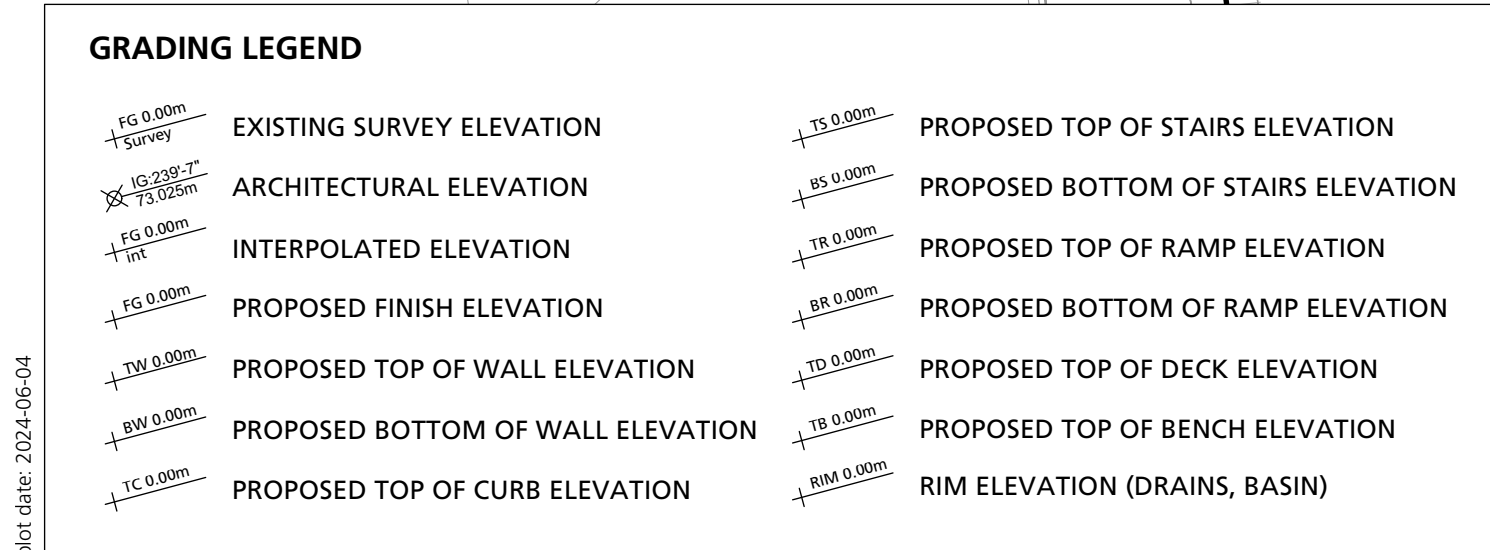 GRADING LEGEND
FG 0.00m
Survey
EXISTING SURVEY ELEVATION
IG:239'-7"
73.025m
ARCHITECTURAL ELEVATION
FG 0.00m
int
INTERPOLATED ELEVATION
FG 0.00m
PROPOSED FINISH ELEVATION
TW 0.00m
PROPOSED TOP OF WALL ELEVATION
BW 0.00m
PROPOSED BOTTOM OF WALL ELEVATION
TC 0.00m
PROPOSED TOP OF CURB ELEVATION
TS 0.00m
PROPOSED TOP OF STAIRS ELEVATION
BS 0.00m
PROPOSED BOTTOM OF STAIRS ELEVATION
TR 0.00m
PROPOSED TOP OF RAMP ELEVATION
BR 0.00m
PROPOSED BOTTOM OF RAMP ELEVATION
TD 0.00m
PROPOSED TOP OF DECK ELEVATION
TB 0.00m
PROPOSED TOP OF BENCH ELEVATION
RIM 0.00m
RIM ELEVATION (DRAINS, BASIN)
plot date: 2024-06-04